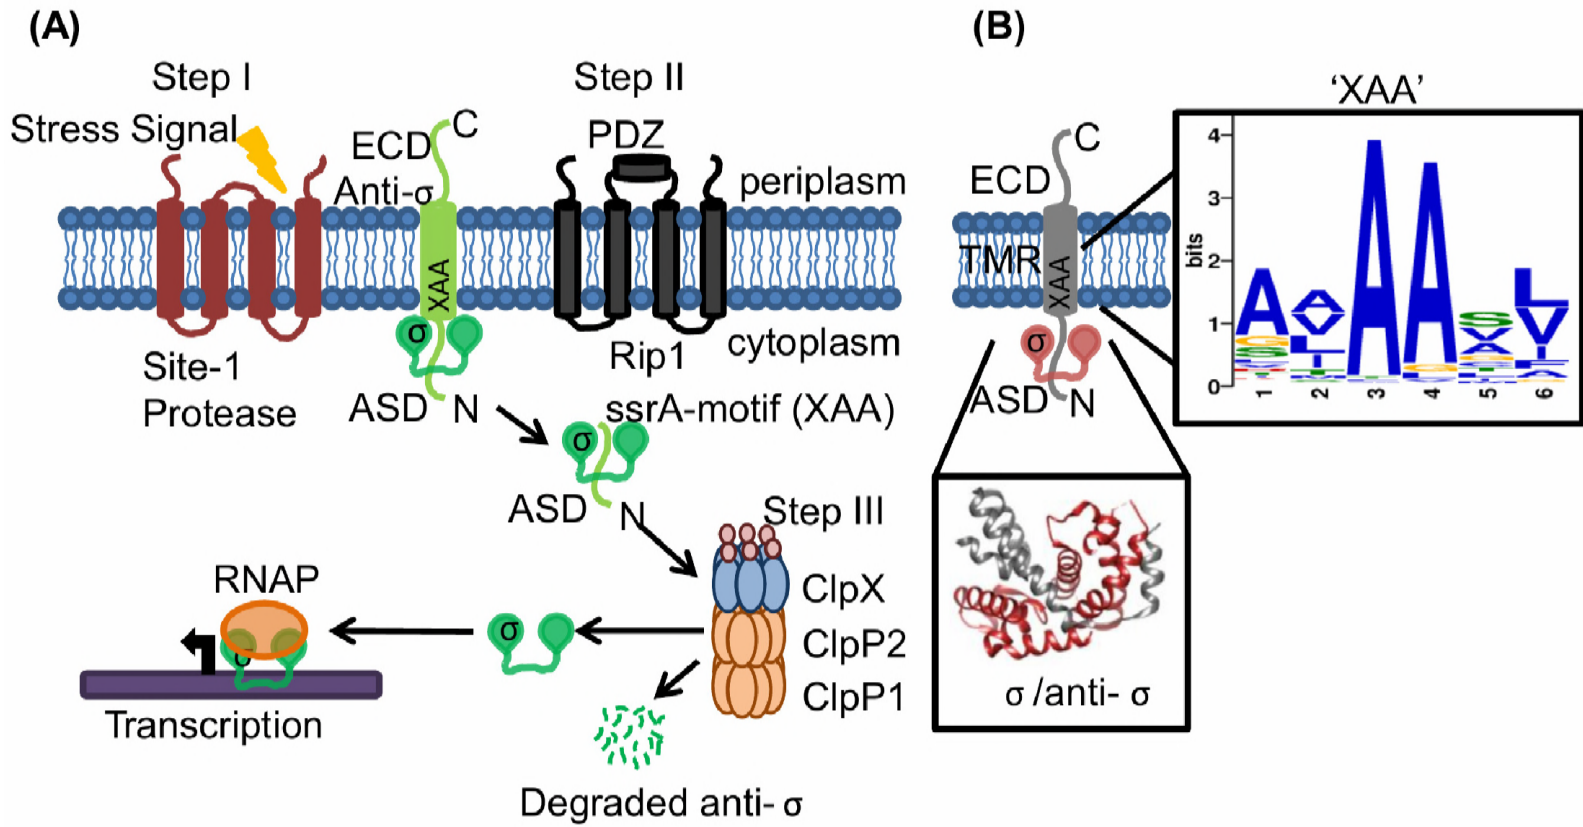 (A)
Step I
Stress Signal
ECD
C
Anti-σ
Step II
PDZ
periplasm
XAA
σ
cytoplasm
Site-1
Protease
Rip1
ASD
N
ssrA-motif (XAA)
σ
ASD
N
Step III
ClpX
ClpP2
ClpP1
RNAP
σ
σ
Transcription
Degraded anti- σ
(B)
'XAA'
C
ECD
TMR
XAA
σ
ASD
N
bits
4
3
2
1
0
A
A
A
L
S
V
1
2
3
4
5
6
σ /anti- σ